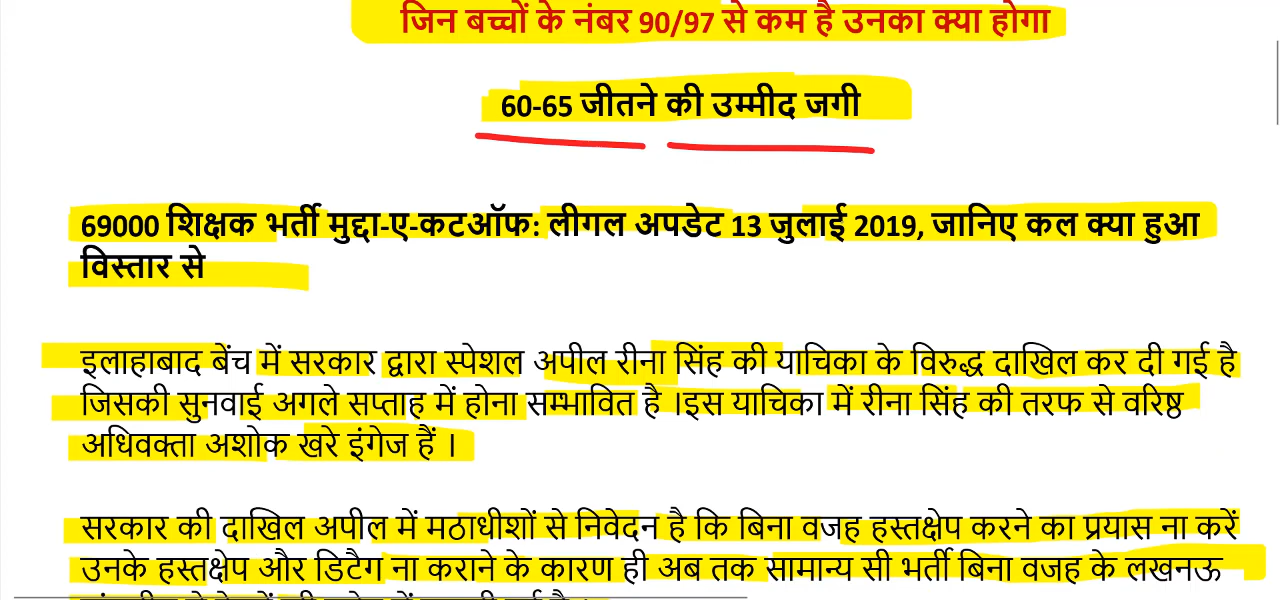 जिन बच्चों के नंबर 90/97 से कम है उनका क्या होगा
60-65 जीतने की उम्मीद जगी
69000 शिक्षक भर्ती मुद्दा-ए-कटऑफ: लीगल अपडेट 13 जुलाई 2019, जानिए कल क्या हुआ
विस्तार से
इलाहाबाद बेंच में सरकार द्वारा स्पेशल अपील रीना सिंह की याचिका के विरुद्ध दाखिल कर दी गई है
जिसकी सुनवाई अगले सप्ताह में होना सम्भावित है ।इस याचिका में रीना सिंह की तरफ से वरिष्ठ
अधिवक्ता अशोक खरे इंगेज हैं ।
सरकार की दाखिल अपील में मठाधीशों से निवेदन है कि बिना वजह हस्तक्षेप करने का प्रयास ना करें
उनके हस्तक्षेप और डिटैग ना कराने के कारण ही अब तक सामान्य सी भर्ती बिना वजह के लखनऊ